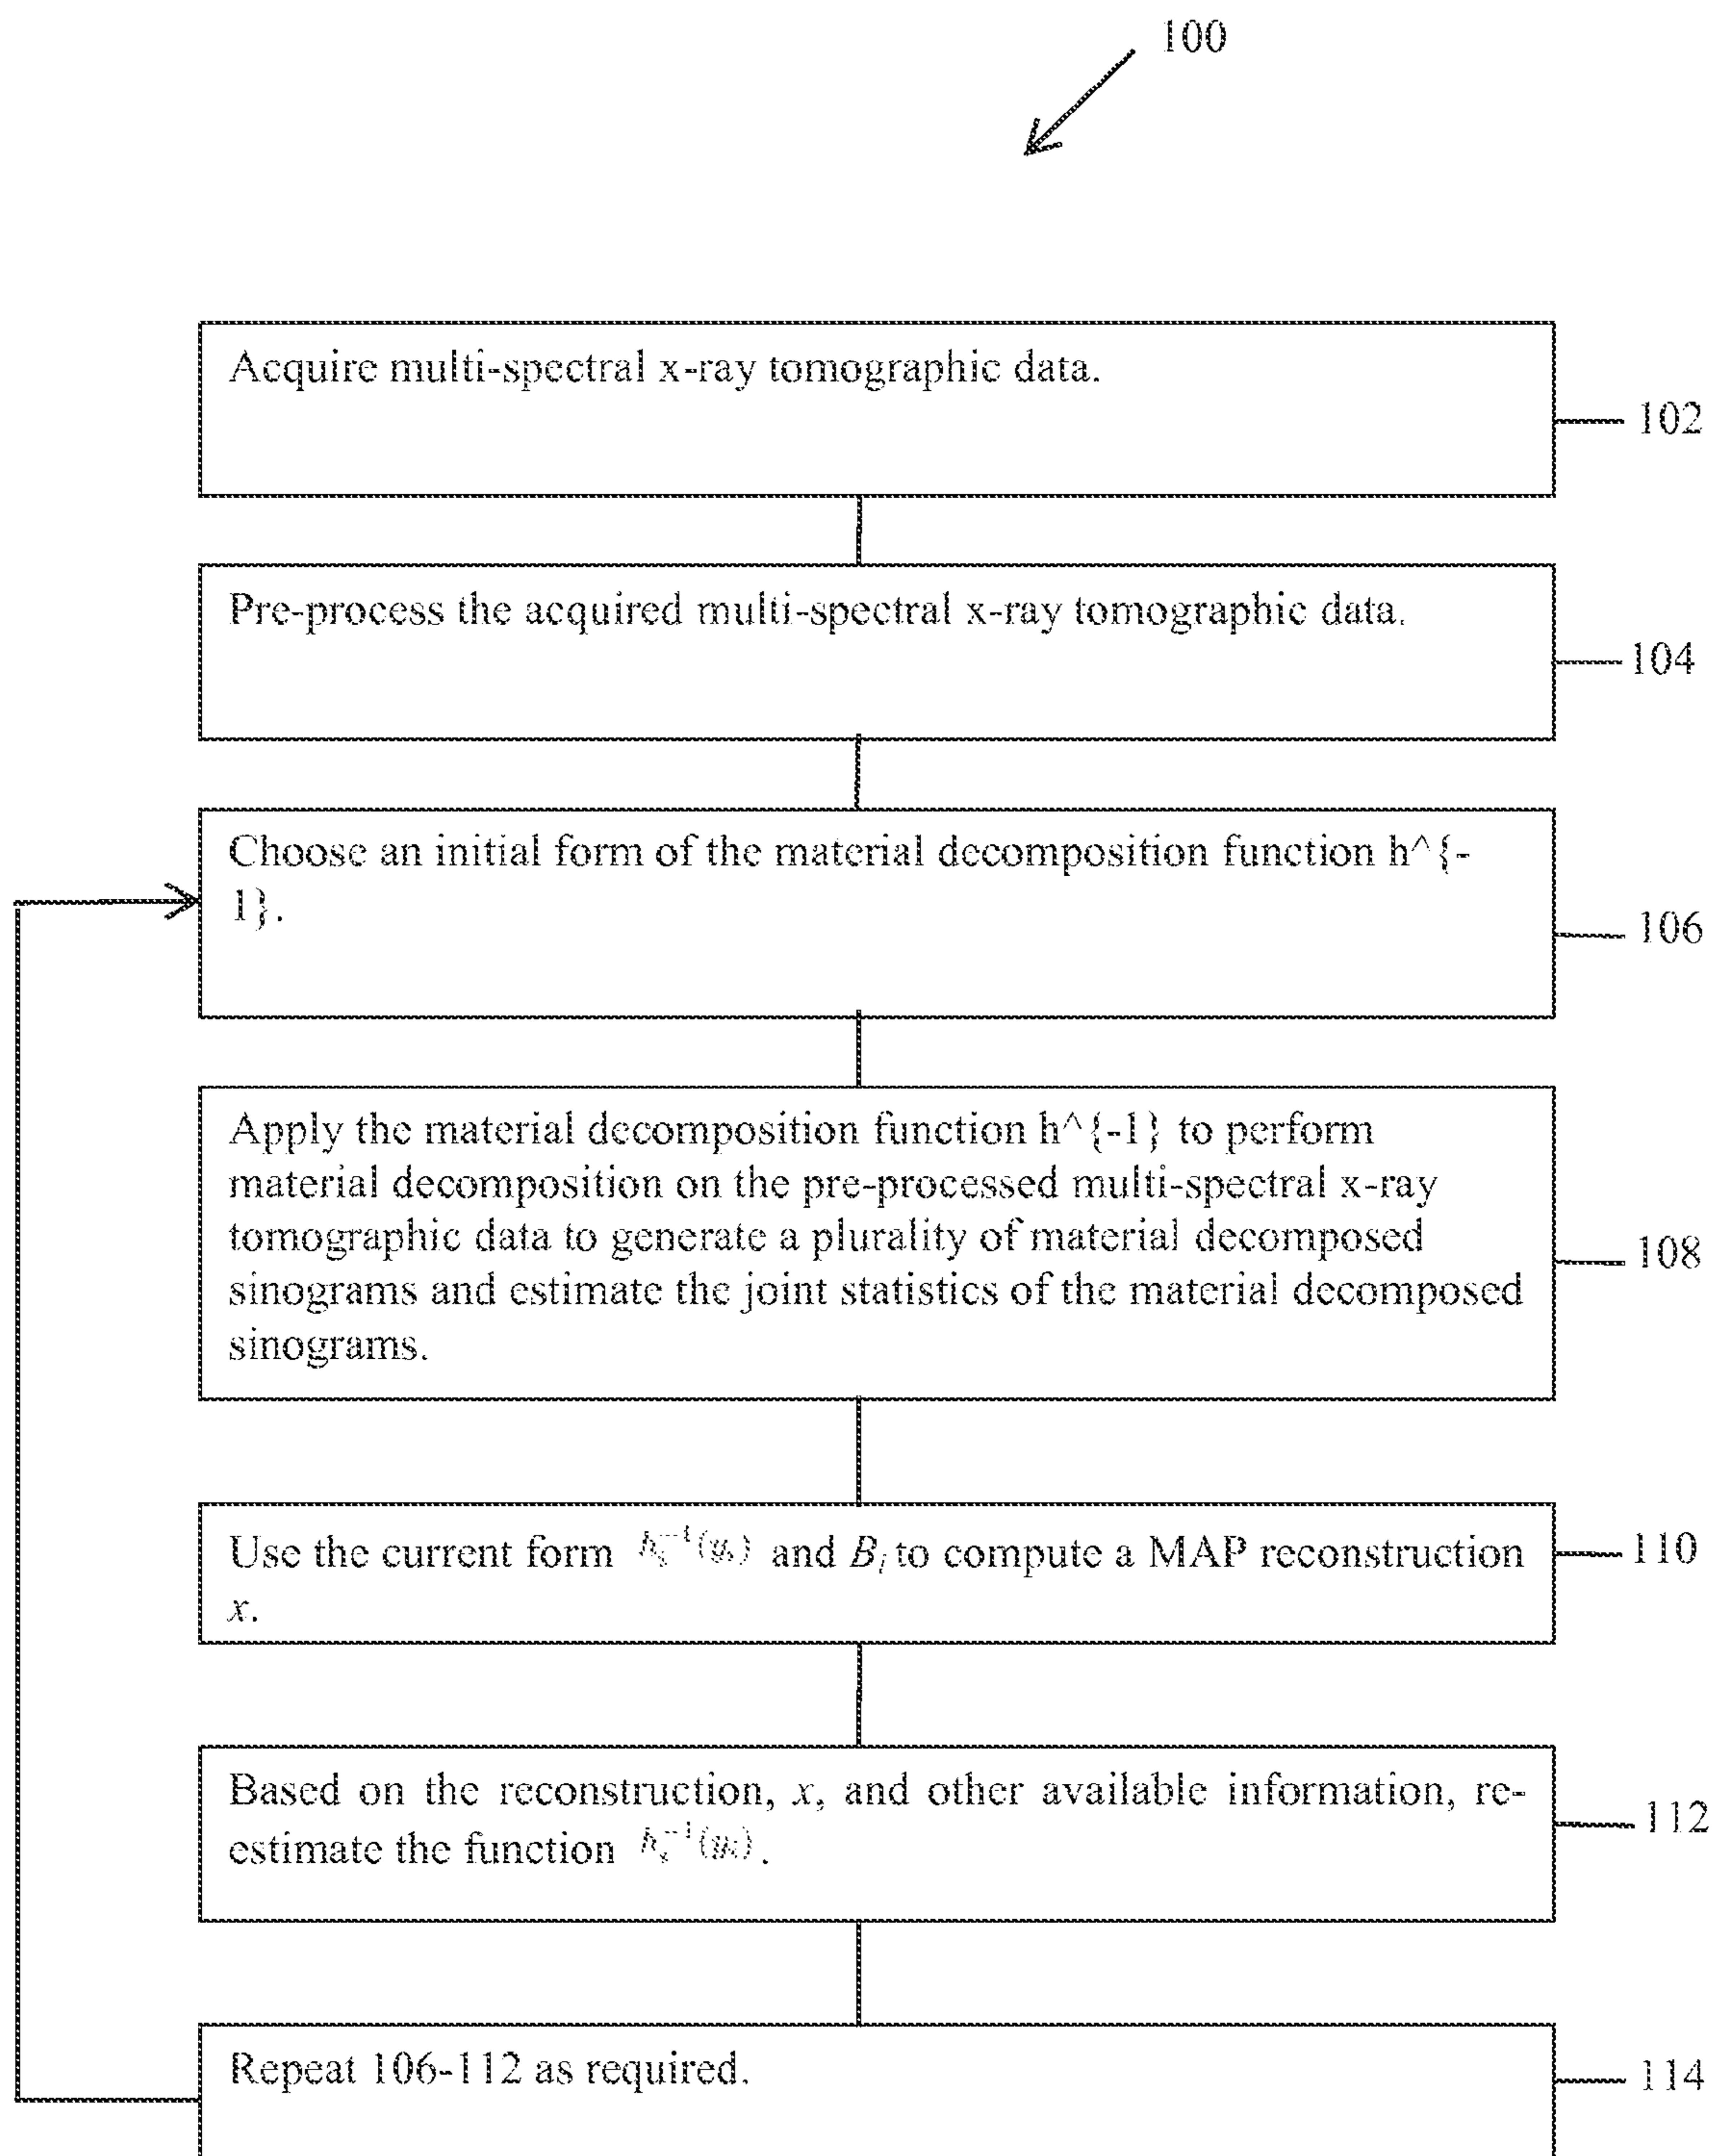 100
Acquire multi-spectral x-ray tomographic data.
102
Pre-process the acquired multi-spectral x-ray tomographic data.
104
Choose an initial form of the material decomposition function h^{-
1}.
106
Apply the material decomposition function h^{-1} to perform
material decomposition on the pre-processed multi-spectral x-ray
tomographic data to generate a plurality of material decomposed
sinograms and estimate the joint statistics of the material decomposed
sinograms.
108
Use the current form and B_i to compute a MAP reconstruction
x.
110
Based on the reconstruction, x, and other available information, re-
estimate the function .
112
Repeat 106-112 as required.
114